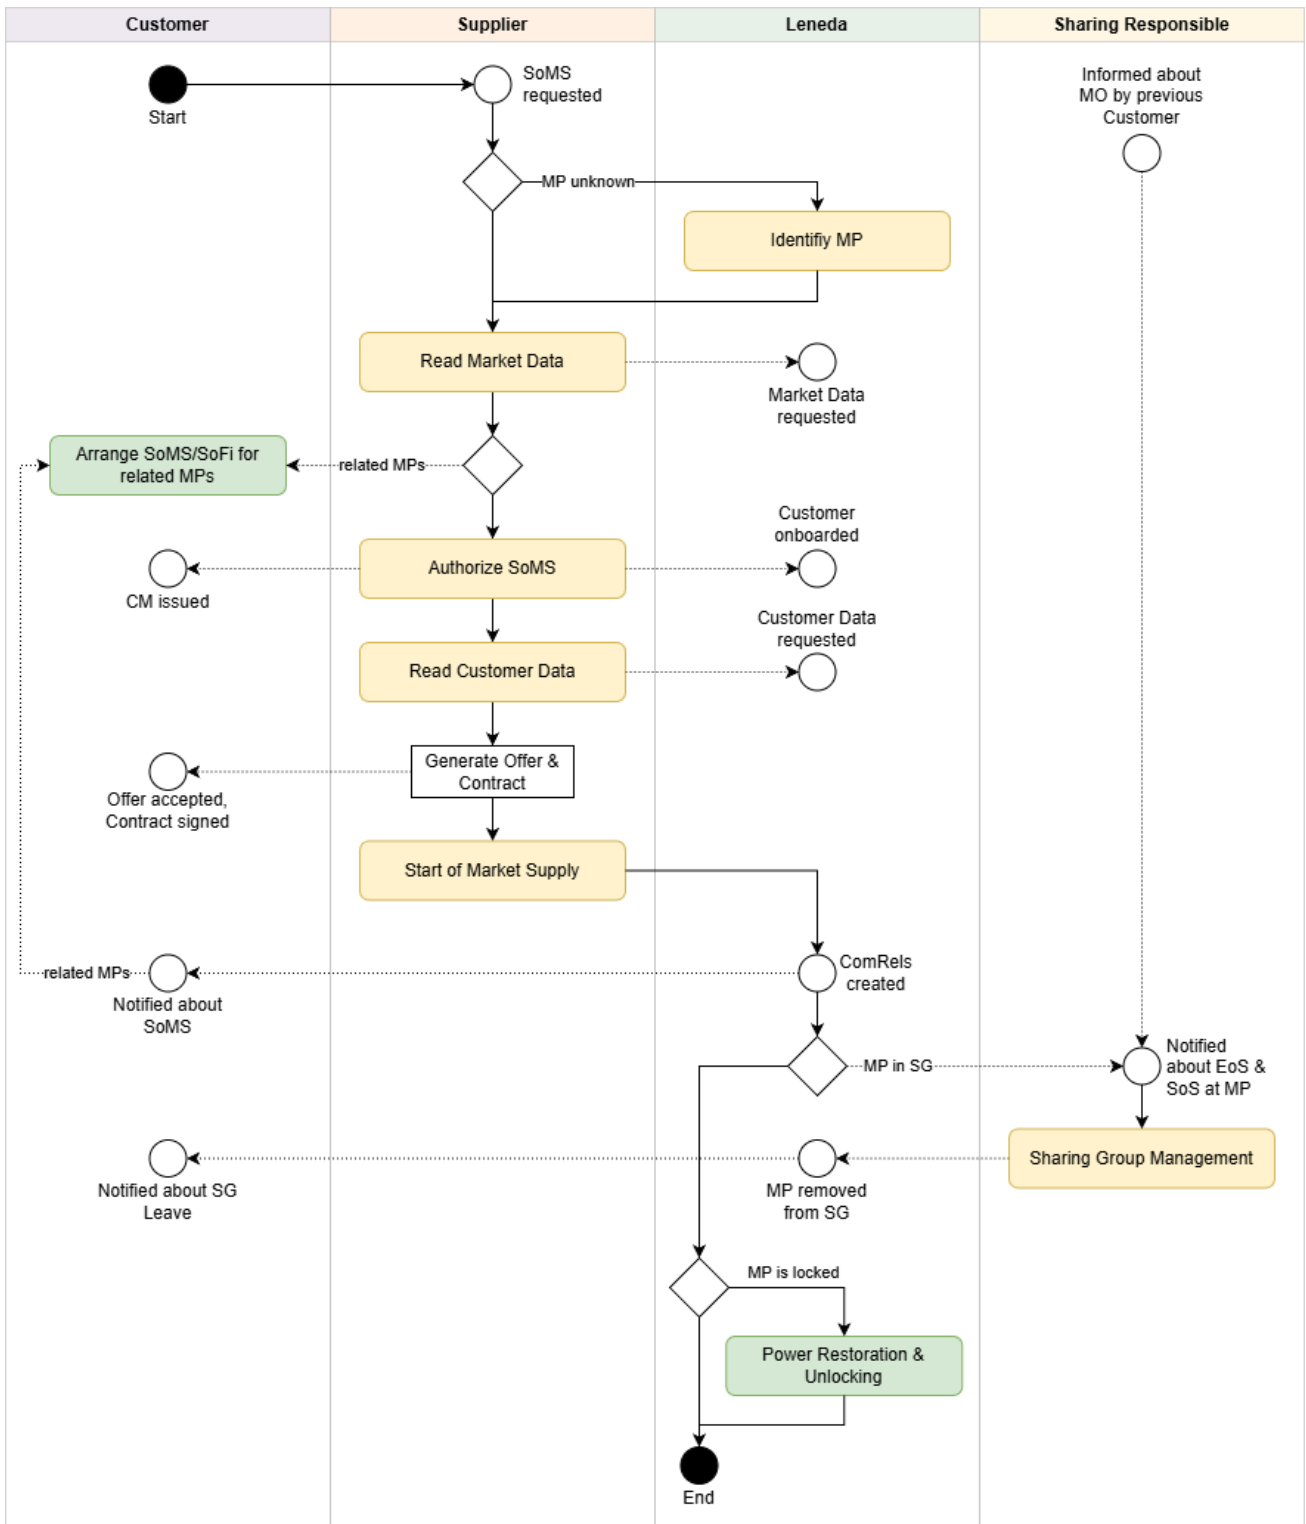 Customer
Supplier
Leneda
Sharing Responsible
SoMS
requested
Informed about
MO by previous
Customer
Start
MP unknown
Identifiy MP
Read Market Data
Market Data
requested
Arrange SoMS/SoFi for
related MPs
related MPs
Customer
onboarded
Authorize SoMS
CM issued
Customer Data
requested
Read Customer Data
Generate Offer &
Contract
Offer accepted,
Contract signed
Start of Market Supply
related MPs
Notified about
SoMS
ComRels
created
MP in SG
Notified
about EoS &
SoS at MP
Sharing Group Management
Notified about SG
Leave
MP removed
from SG
MP is locked
Power Restoration &
Unlocking
End